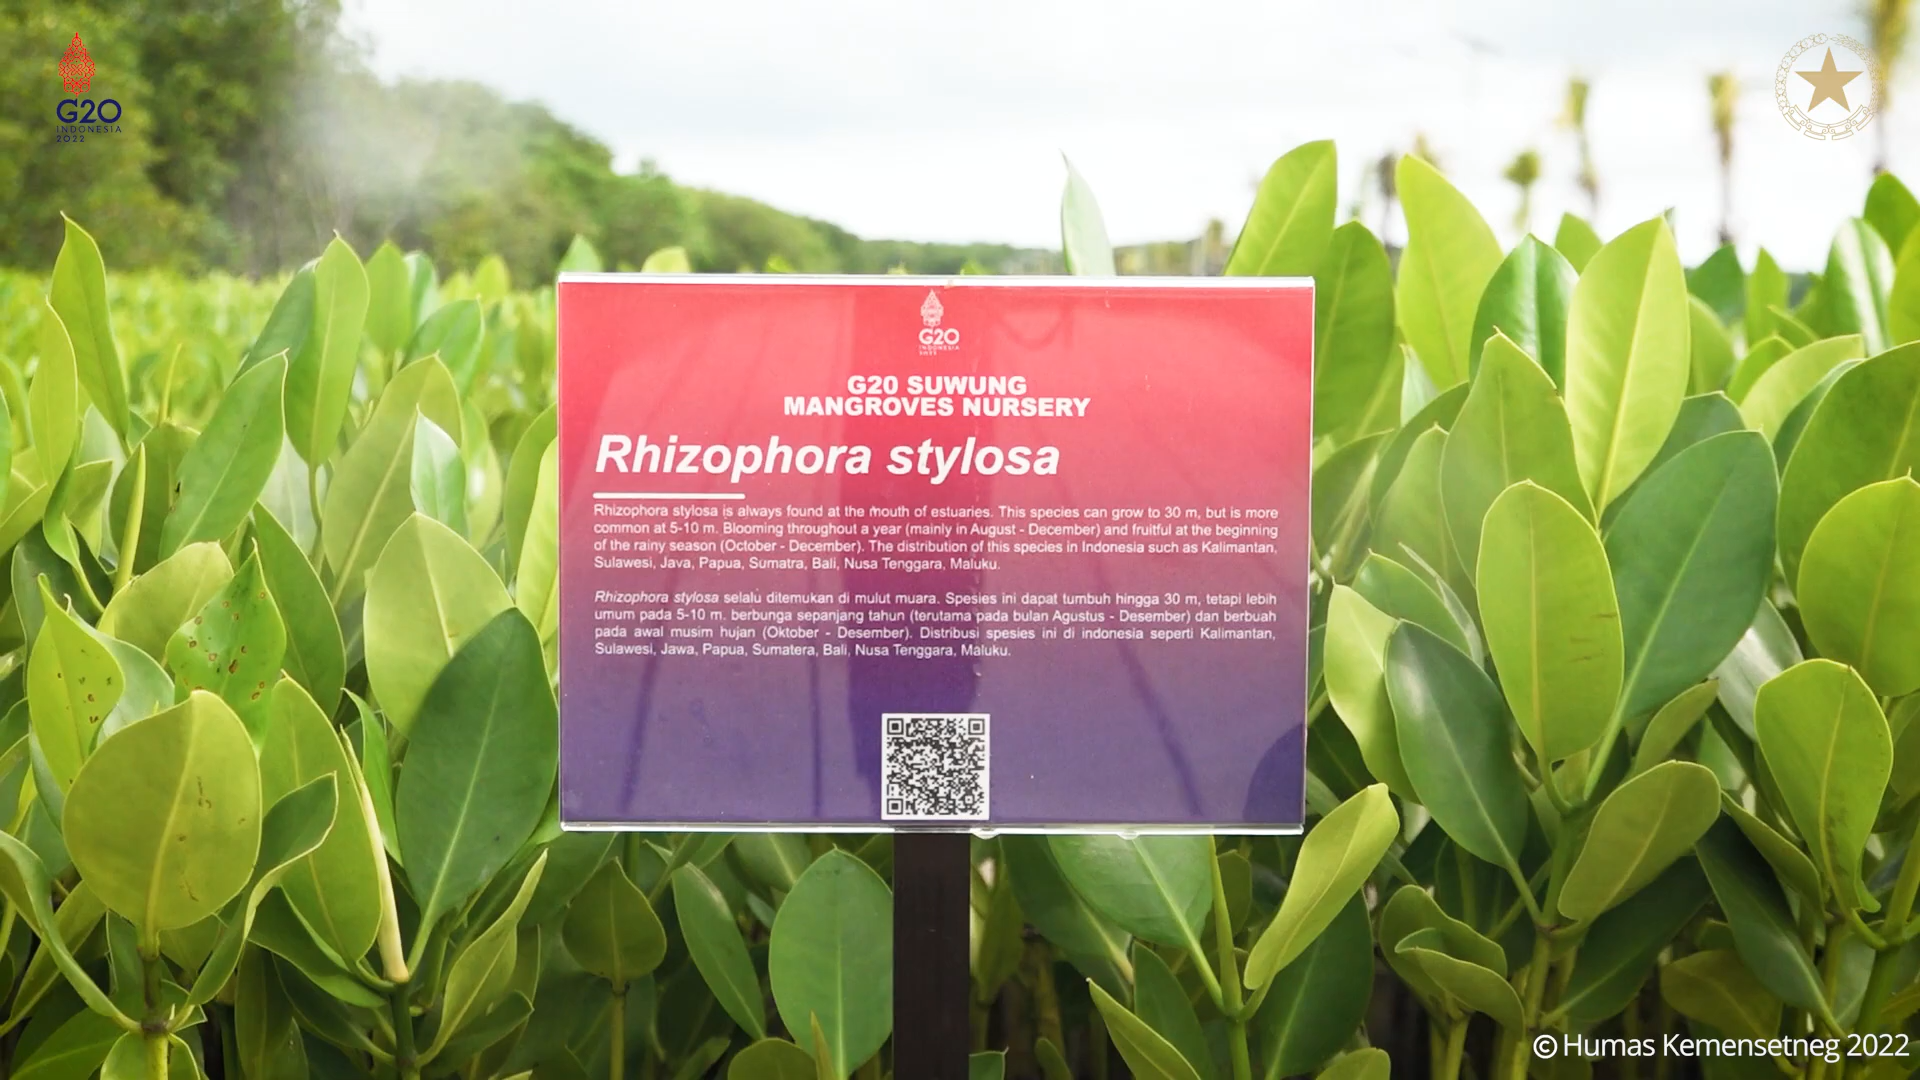 G20
INDONESIA
2022
G20
INDONESIA
2022
G20 SUWUNG
MANGROVES NURSERY
Rhizophora stylosa
Rhizophora stylosa is always found at the mouth of estuaries. This species can grow to 30 m, but is more
common at 5-10 m. Blooming throughout a year (mainly in August - December) and fruitful at the beginning
of the rainy season (October - December). The distribution of this species in Indonesia such as Kalimantan,
Sulawesi, Java, Papua, Sumatra, Bali, Nusa Tenggara, Maluku.
Rhizophora stylosa selalu ditemukan di mulut muara. Spesies ini dapat tumbuh hingga 30 m, tetapi lebih
umum pada 5-10 m. berbunga sepanjang tahun (terutama pada bulan Agustus - Desember) dan berbuah
pada awal musim hujan (Oktober - Desember). Distribusi spesies ini di indonesia seperti Kalimantan,
Sulawesi, Jawa, Papua, Sumatera, Bali, Nusa Tenggara, Maluku.
© Humas Kemensetneg 2022